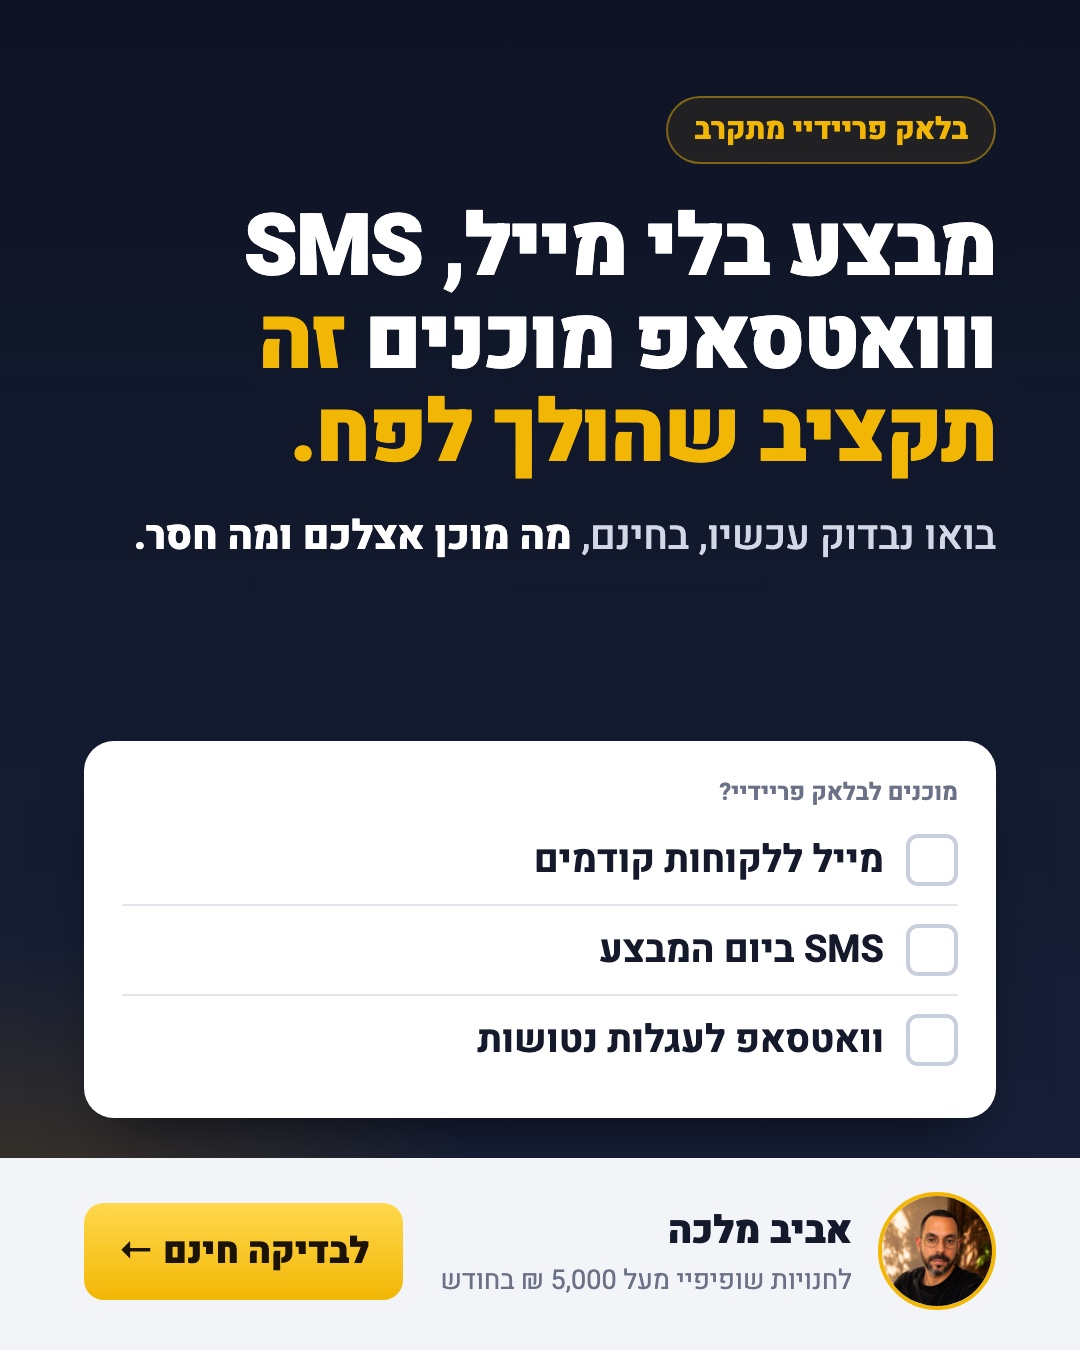 בלאק פריידיי מתקרב
מבצע בלי מייל, SMS
ווואטסאפ מוכנים זה
תקציב שהולך לפח.
בואו נבדוק עכשיו, בחינם, מה מוכן אצלכם ומה חסר.
מוכנים לבלאק פריידיי?
מייל ללקוחות קודמים
SMS ביום המבצע
וואטסאפ לעגלות נטושות
אביב מלכה
לחנויות שופיפיי מעל 5,000 ₪ בחודש
לבדיקה חינם ←